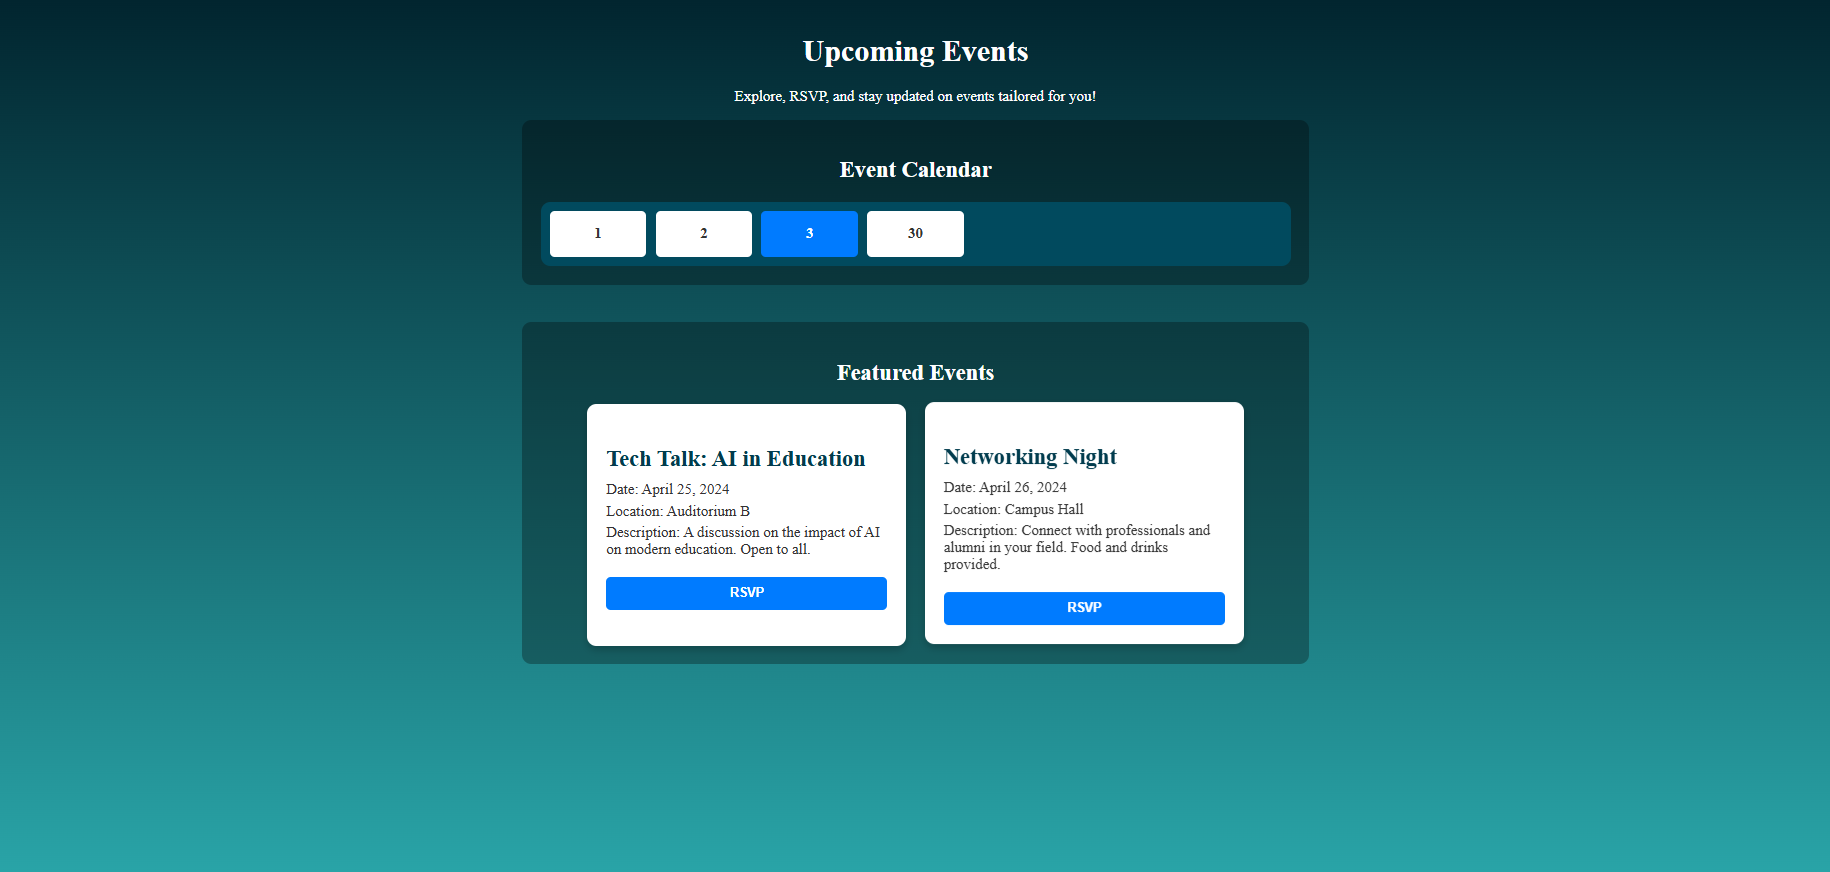 Upcoming Events
Explore, RSVP, and stay updated on events tailored for you!
Event Calendar
1
2
3
30
Featured Events
Tech Talk: AI in Education
Date: April 25, 2024
Location: Auditorium B
Description: A discussion on the impact of AI
on modern education. Open to all.
RSVP
Networking Night
Date: April 26, 2024
Location: Campus Hall
Description: Connect with professionals and
alumni in your field. Food and drinks
provided.
RSVP